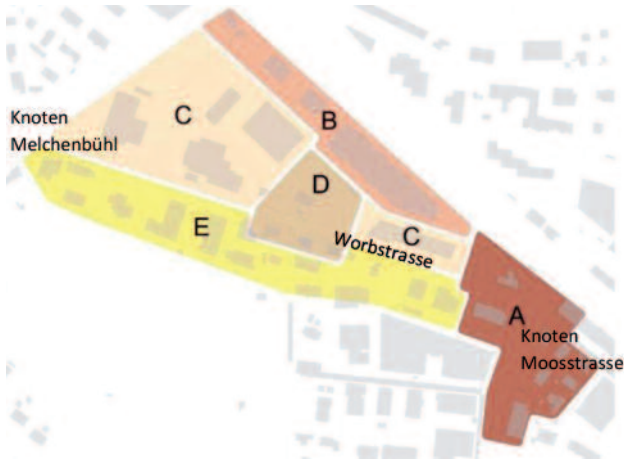 Knoten
Melchenbühl
C
B
D
E
Worbstrasse
C
A
Knoten
Moosstrasse